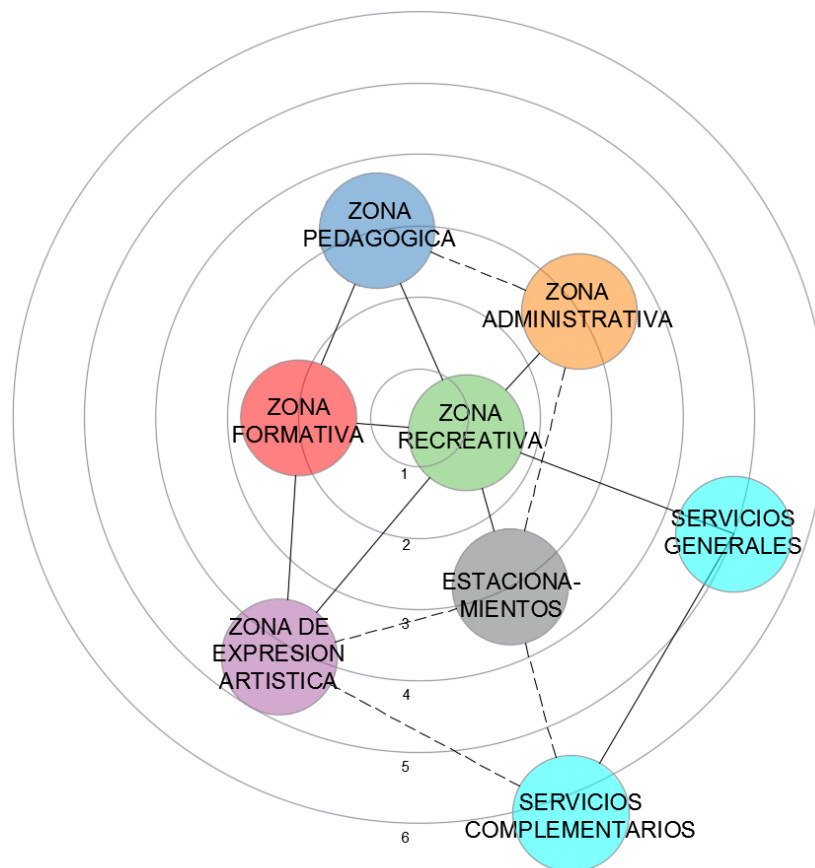 ZONA
PEDAGOGICA
ZONA
ADMINISTRATIVA
ZONA
FORMATIVA
ZONA
RECREATIVA
1
SERVICIOS
GENERALES
2
ESTACIONA-
MIENTOS
3
ZONA DE
EXPRESION
ARTISTICA
4
5
SERVICIOS
COMPLEMENTARIOS
6